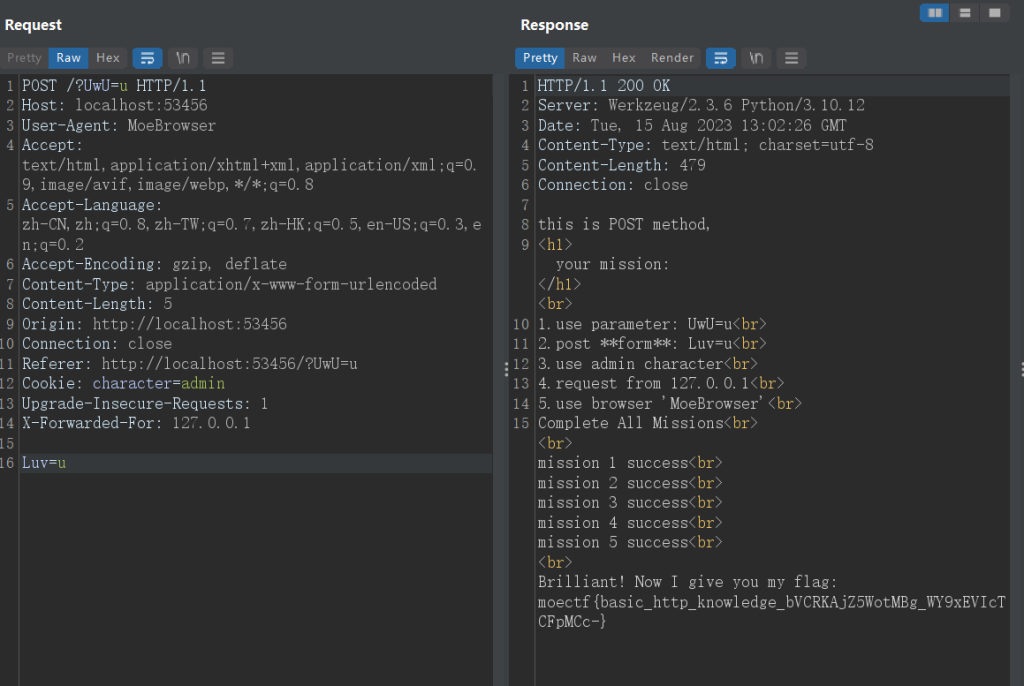 Request
Pretty Raw Hex \n
1 POST /?UwU=u HTTP/1.1
2 Host: localhost:53456
3 User-Agent: MoeBrowser
4 Accept:
text/html,application/xhtml+xml,application/xml;q=0.
9,image/avif,image/webp,*/*;q=0.8
5 Accept-Language:
zh-CN,zh;q=0.8,zh-TW;q=0.7,zh-HK;q=0.5,en-US;q=0.3,e
n;q=0.2
6 Accept-Encoding: gzip, deflate
7 Content-Type: application/x-www-form-urlencoded
8 Content-Length: 5
9 Origin: http://localhost:53456
10 Connection: close
11 Referer: http://localhost:53456/?UwU=u
12 Cookie: character=admin
13 Upgrade-Insecure-Requests: 1
14 X-Forwarded-For: 127.0.0.1
15
16 Luv=u
Response
Pretty Raw Hex Render \n
1 HTTP/1.1 200 OK
2 Server: Werkzeug/2.3.6 Python/3.10.12
3 Date: Tue, 15 Aug 2023 13:02:26 GMT
4 Content-Type: text/html; charset=utf-8
5 Content-Length: 479
6 Connection: close
7
8 this is POST method,
9 <h1>
your mission:
</h1>
<br>
10 1.use parameter: UwU=u<br>
11 2.post **form**: Luv=u<br>
12 3.use admin character<br>
13 4.request from 127.0.0.1<br>
14 5.use browser 'MoeBrowser'<br>
15 Complete All Missions<br>
<br>
mission 1 success<br>
mission 2 success<br>
mission 3 success<br>
mission 4 success<br>
mission 5 success<br>
<br>
Brilliant! Now I give you my flag:
moectf{basic_http_knowledge_bVCRKAjZ5WotMBg_WY9xEVIcT
CFpMCc-}